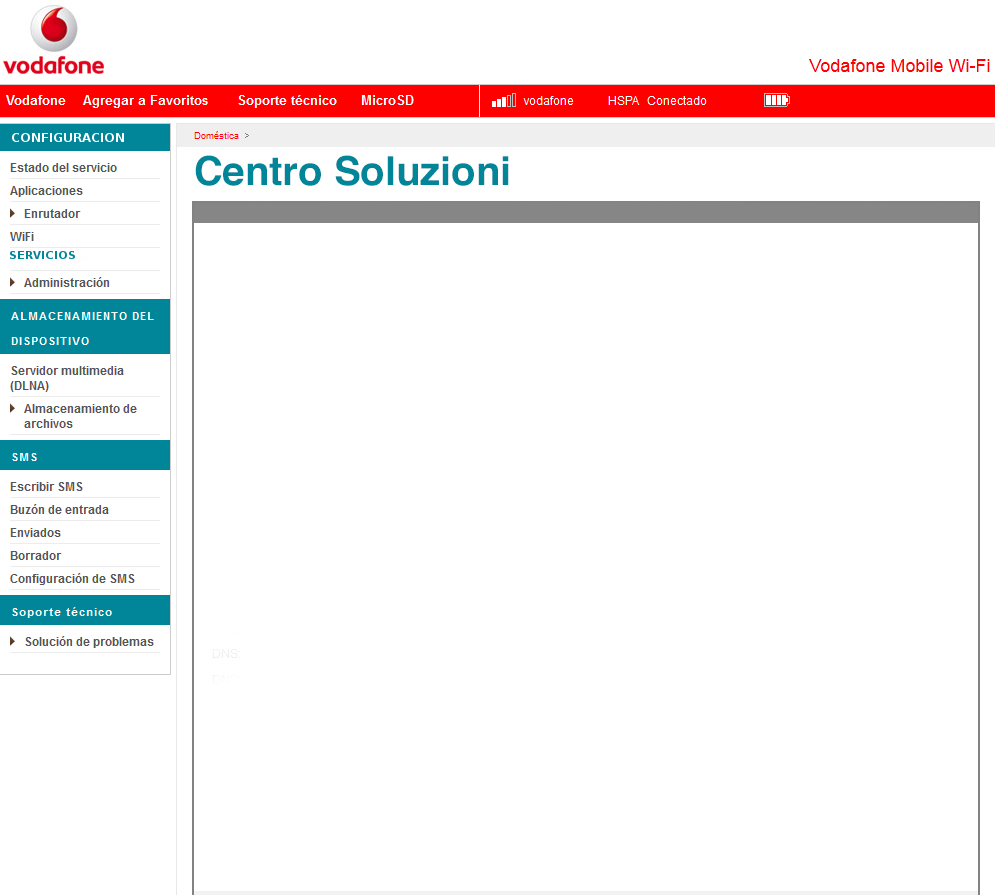 vodafone
Vodafone Mobile Wi-Fi
Vodafone Agregar a Favoritos Soporte técnico MicroSD vodafone HSPA Conectado
CONFIGURACION
Estado del servicio
Aplicaciones
Enrutador
WiFi
SERVICIOS
Administración
ALMACENAMIENTO DEL
DISPOSITIVO
Servidor multimedia
(DLNA)
Almacenamiento de
archivos
SMS
Escribir SMS
Buzón de entrada
Enviados
Borrador
Configuración de SMS
Soporte técnico
Solución de problemas
Doméstica >
Centro Soluzioni
DNS: